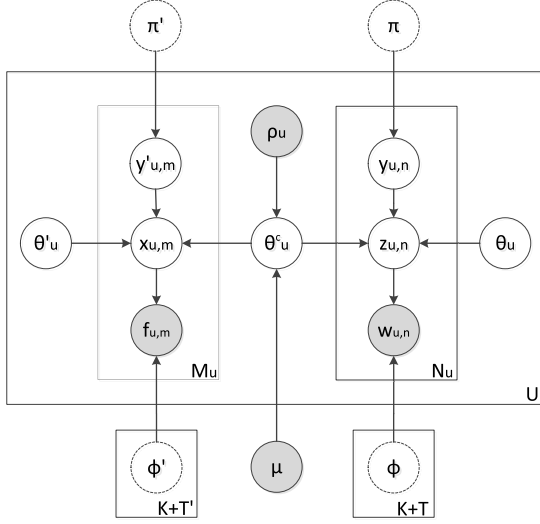 π' π
ρu
y'u,m yu,n
θ'u xu,m θᶜu zu,n θu
fu,m wu,n
Mu Nu
U
ϕ' μ ϕ
K+T' K+T